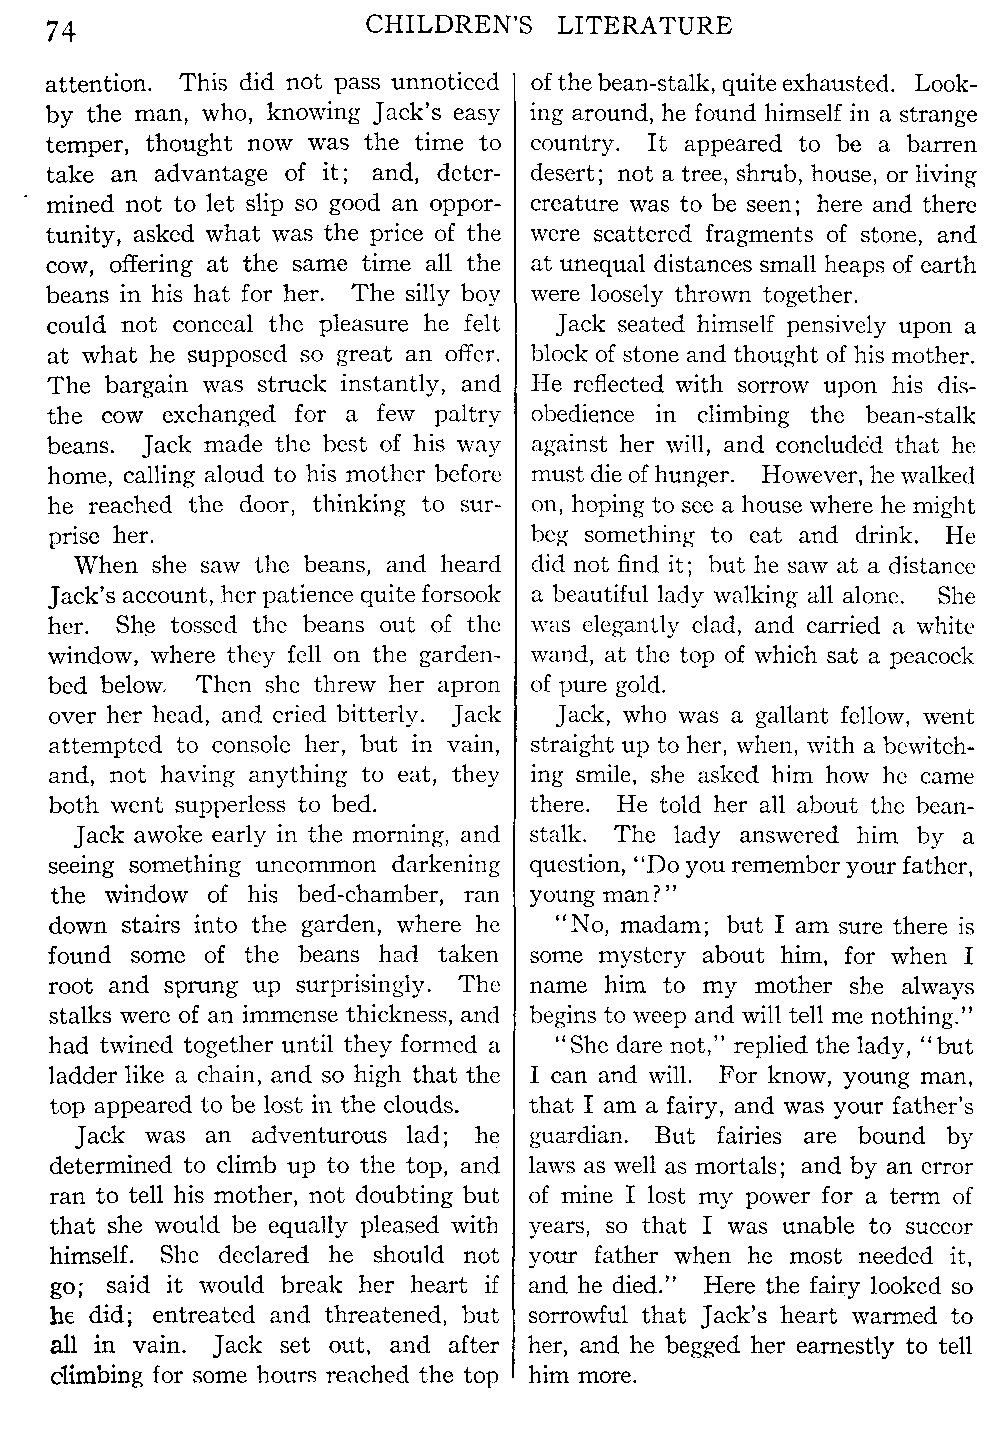 74
CHILDREN'S LITERATURE
attention. This did not pass unnoticed
by the man, who, knowing Jack's easy
temper, thought now was the time to
take an advantage of it; and, deter-
mined not to let slip so good an oppor-
tunity, asked what was the price of the
cow, offering at the same time all the
beans in his hat for her. The silly boy
could not conceal the pleasure he felt
at what he supposed so great an offer.
The bargain was struck instantly, and
the cow exchanged for a few paltry
beans. Jack made the best of his way
home, calling aloud to his mother before
he reached the door, thinking to sur-
prise her.
When she saw the beans, and heard
Jack's account, her patience quite forsook
her. She tossed the beans out of the
window, where they fell on the garden-
bed below. Then she threw her apron
over her head, and cried bitterly. Jack
attempted to console her, but in vain,
and, not having anything to eat, they
both went supperless to bed.
Jack awoke early in the morning, and
seeing something uncommon darkening
the window of his bed-chamber, ran
down stairs into the garden, where he
found some of the beans had taken
root and sprung up surprisingly. The
stalks were of an immense thickness, and
had twined together until they formed a
ladder like a chain, and so high that the
top appeared to be lost in the clouds.
Jack was an adventurous lad; he
determined to climb up to the top, and
ran to tell his mother, not doubting but
that she would be equally pleased with
himself. She declared he should not
go; said it would break her heart if
he did; entreated and threatened, but
all in vain. Jack set out, and after
climbing for some hours reached the top
of the bean-stalk, quite exhausted. Look-
ing around, he found himself in a strange
country. It appeared to be a barren
desert; not a tree, shrub, house, or living
creature was to be seen; here and there
were scattered fragments of stone, and
at unequal distances small heaps of earth
were loosely thrown together.
Jack seated himself pensively upon a
block of stone and thought of his mother.
He reflected with sorrow upon his dis-
obedience in climbing the bean-stalk
against her will, and concluded that he
must die of hunger. However, he walked
on, hoping to see a house where he might
beg something to eat and drink. He
did not find it; but he saw at a distance
a beautiful lady walking all alone. She
was elegantly clad, and carried a white
wand, at the top of which sat a peacock
of pure gold.
Jack, who was a gallant fellow, went
straight up to her, when, with a bewitch-
ing smile, she asked him how he came
there. He told her all about the bean-
stalk. The lady answered him by a
question, "Do you remember your father,
young man?"
"No, madam; but I am sure there is
some mystery about him, for when I
name him to my mother she always
begins to weep and will tell me nothing."
"She dare not," replied the lady, "but
I can and will. For know, young man,
that I am a fairy, and was your father's
guardian. But fairies are bound by
laws as well as mortals; and by an error
of mine I lost my power for a term of
years, so that I was unable to succor
your father when he most needed it,
and he died." Here the fairy looked so
sorrowful that Jack's heart warmed to
her, and he begged her earnestly to tell
him more.